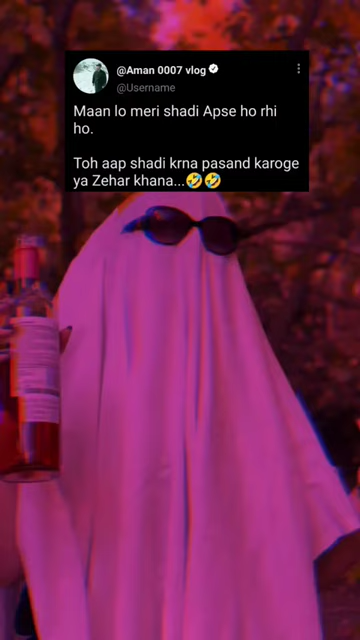 @Aman 0007 vlog
@Username
Maan lo meri shadi Apse ho rhi
ho.
Toh aap shadi krna pasand karoge
ya Zehar khana...🤣🤣